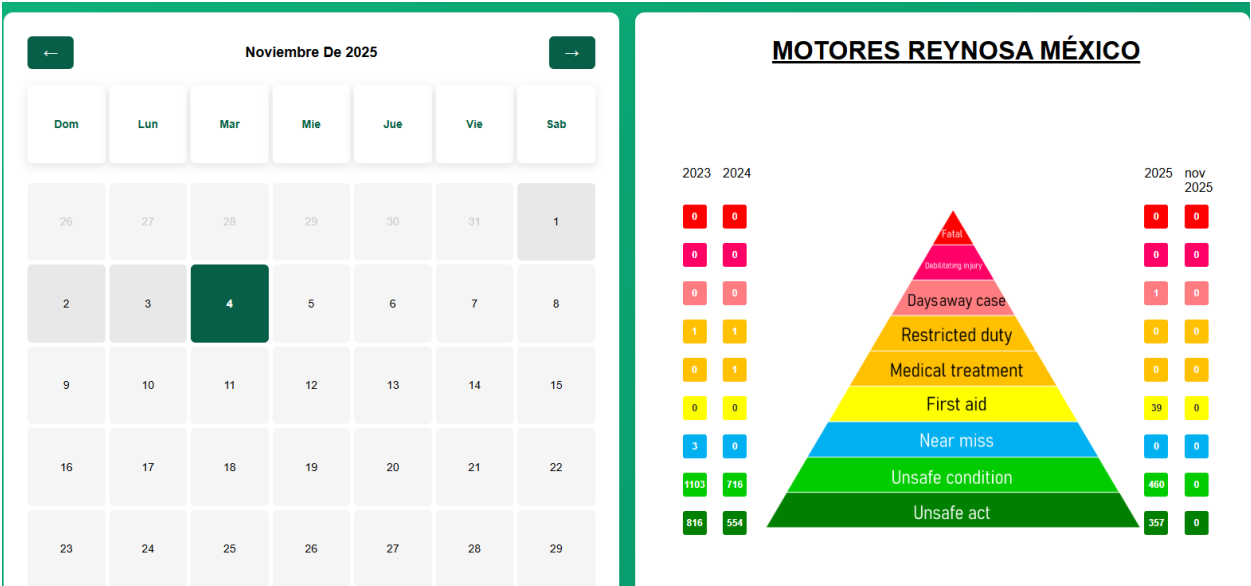 ← Noviembre De 2025 →
Dom Lun Mar Mie Jue Vie Sab
26 27 28 29 30 31 1
2 3 4 5 6 7 8
9 10 11 12 13 14 15
16 17 18 19 20 21 22
23 24 25 26 27 28 29
MOTORES REYNOSA MÉXICO
2023 2024 2025 nov 2025
0 0 Fatal 0 0
0 0 Debilitating injury 0 0
0 0 Days away case 1 0
1 1 Restricted duty 0 0
0 1 Medical treatment 0 0
0 0 First aid 39 0
3 0 Near miss 0 0
1103 716 Unsafe condition 460 0
816 554 Unsafe act 357 0